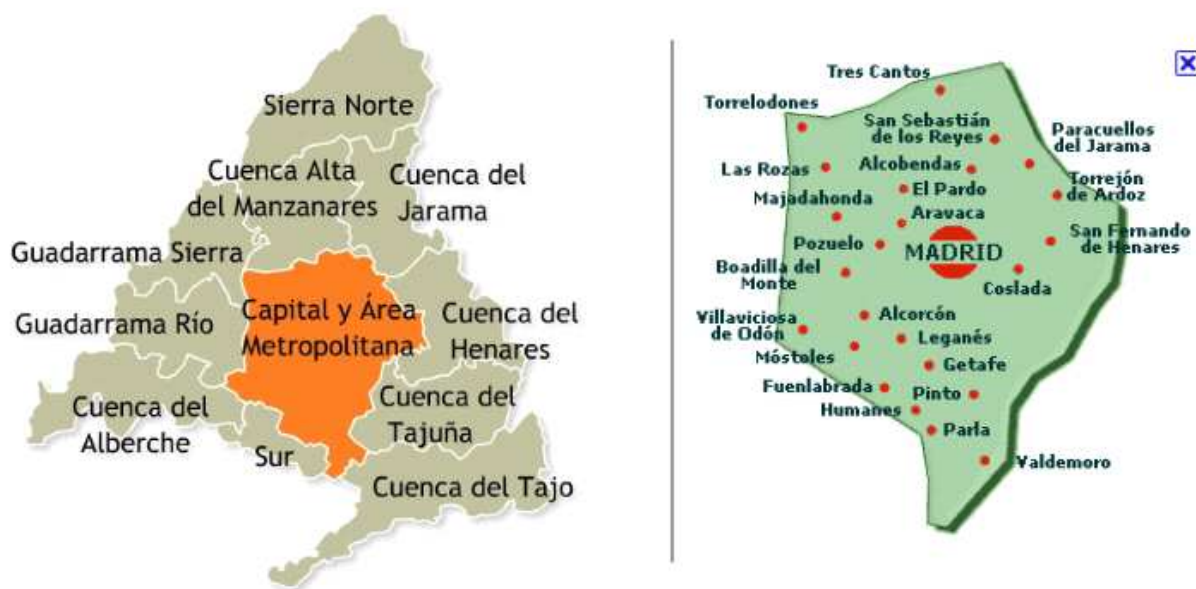 Sierra Norte
Cuenca Alta
del Manzanares
Cuenca del
Jarama
Guadarrama Sierra
Guadarrama Río
Capital y Área
Metropolitana
Cuenca del
Henares
Cuenca del
Alberche
Sur
Cuenca del
Tajuña
Cuenca del Tajo
Tres Cantos
Torrelodones
San Sebastián
de los Reyes
Paracuellos
del Jarama
Las Rozas
Alcobendas
El Pardo
Torrejón
de Ardoz
Majadahonda
Aravaca
Pozuelo
MADRID
San Fernando
de Henares
Boadilla del
Monte
Coslada
Villaviciosa
de Odón
Alcorcón
Leganés
Móstoles
Getafe
Fuenlabrada
Pinto
Humanes
Parla
Valdemoro